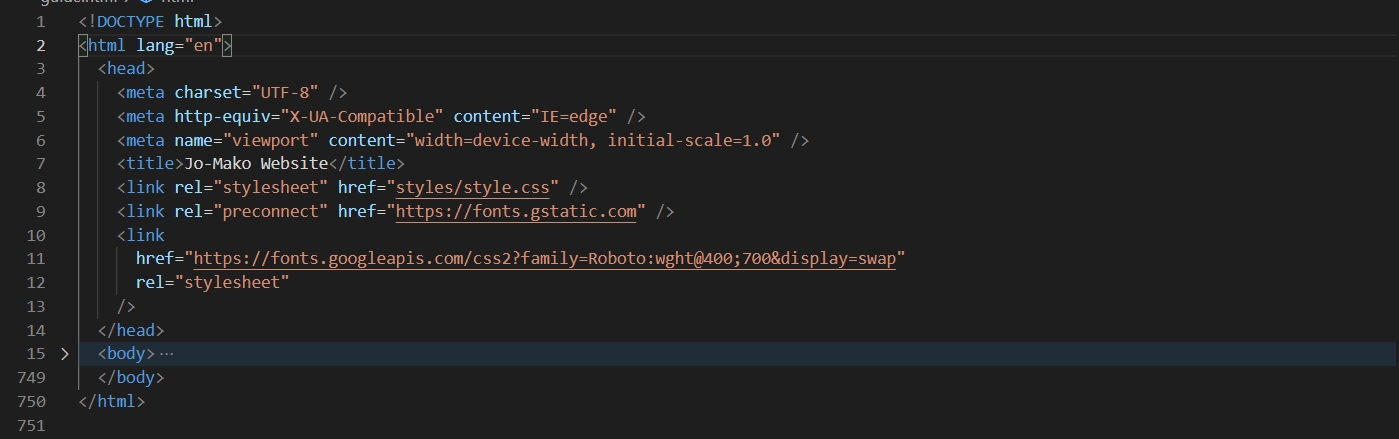 1 <!DOCTYPE html>
2 <html lang="en">
3 <head>
4 <meta charset="UTF-8" />
5 <meta http-equiv="X-UA-Compatible" content="IE=edge" />
6 <meta name="viewport" content="width=device-width, initial-scale=1.0" />
7 <title>Jo-Mako Website</title>
8 <link rel="stylesheet" href="styles/style.css" />
9 <link rel="preconnect" href="https://fonts.gstatic.com" />
10 <link
11 href="https://fonts.googleapis.com/css2?family=Roboto:wght@400;700&display=swap"
12 rel="stylesheet"
13 />
14 </head>
15 > <body> ...
749 </body>
750 </html>
751